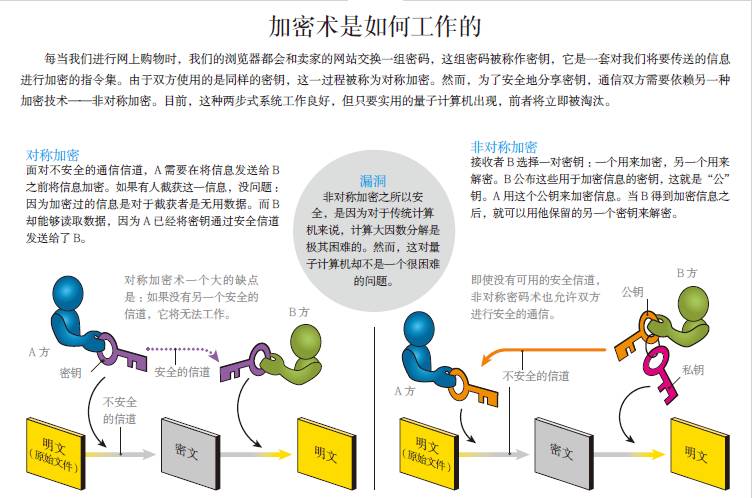 加密术是如何工作的
每当我们进行网上购物时，我们的浏览器都会和卖家的网站交换一组密码，这组密码被称作密钥，它是一套对我们将要传送的信息
进行加密的指令集。由于双方使用的是同样的密钥，这一过程被称为对称加密。然而，为了安全地分享密钥，通信双方需要依赖另一种
加密技术——非对称加密。目前，这种两步式系统工作良好，但只要实用的量子计算机出现，前者将立即被淘汰。
对称加密
面对不安全的通信信道，A 需要在将信息发送给 B
之前将信息加密。如果有人截获这一信息，没问题：
因为加密过的信息是对于截获者是无用数据。而 B
却能够读取数据，因为 A 已经将密钥通过安全信道
发送给了 B。
对称加密术一个大的缺点
是：如果没有另一个安全的
信道，它将无法工作。
A 方
密钥
安全的信道
B 方
不安全
的信道
明文
（原始文件）
密文
明文
漏洞
非对称加密之所以安
全，是因为对于传统计算
机来说，计算大因数分解是
极其困难的。然而，这对量
子计算机却不是一个很困难
的问题。
非对称加密
接收者 B 选择一对密钥：一个用来加密，另一个用来
解密。B 公布这些用于加密信息的密钥，这就是“公”
钥。A 用这个公钥来加密信息。当 B 得到加密信息之
后，就可以用他保留的另一个密钥来解密。
即使没有可用的安全信道，
非对称密码术也允许双方
进行安全的通信。
公钥
B 方
A 方
不安全的信道
私钥
明文
（原始文件）
密文
明文